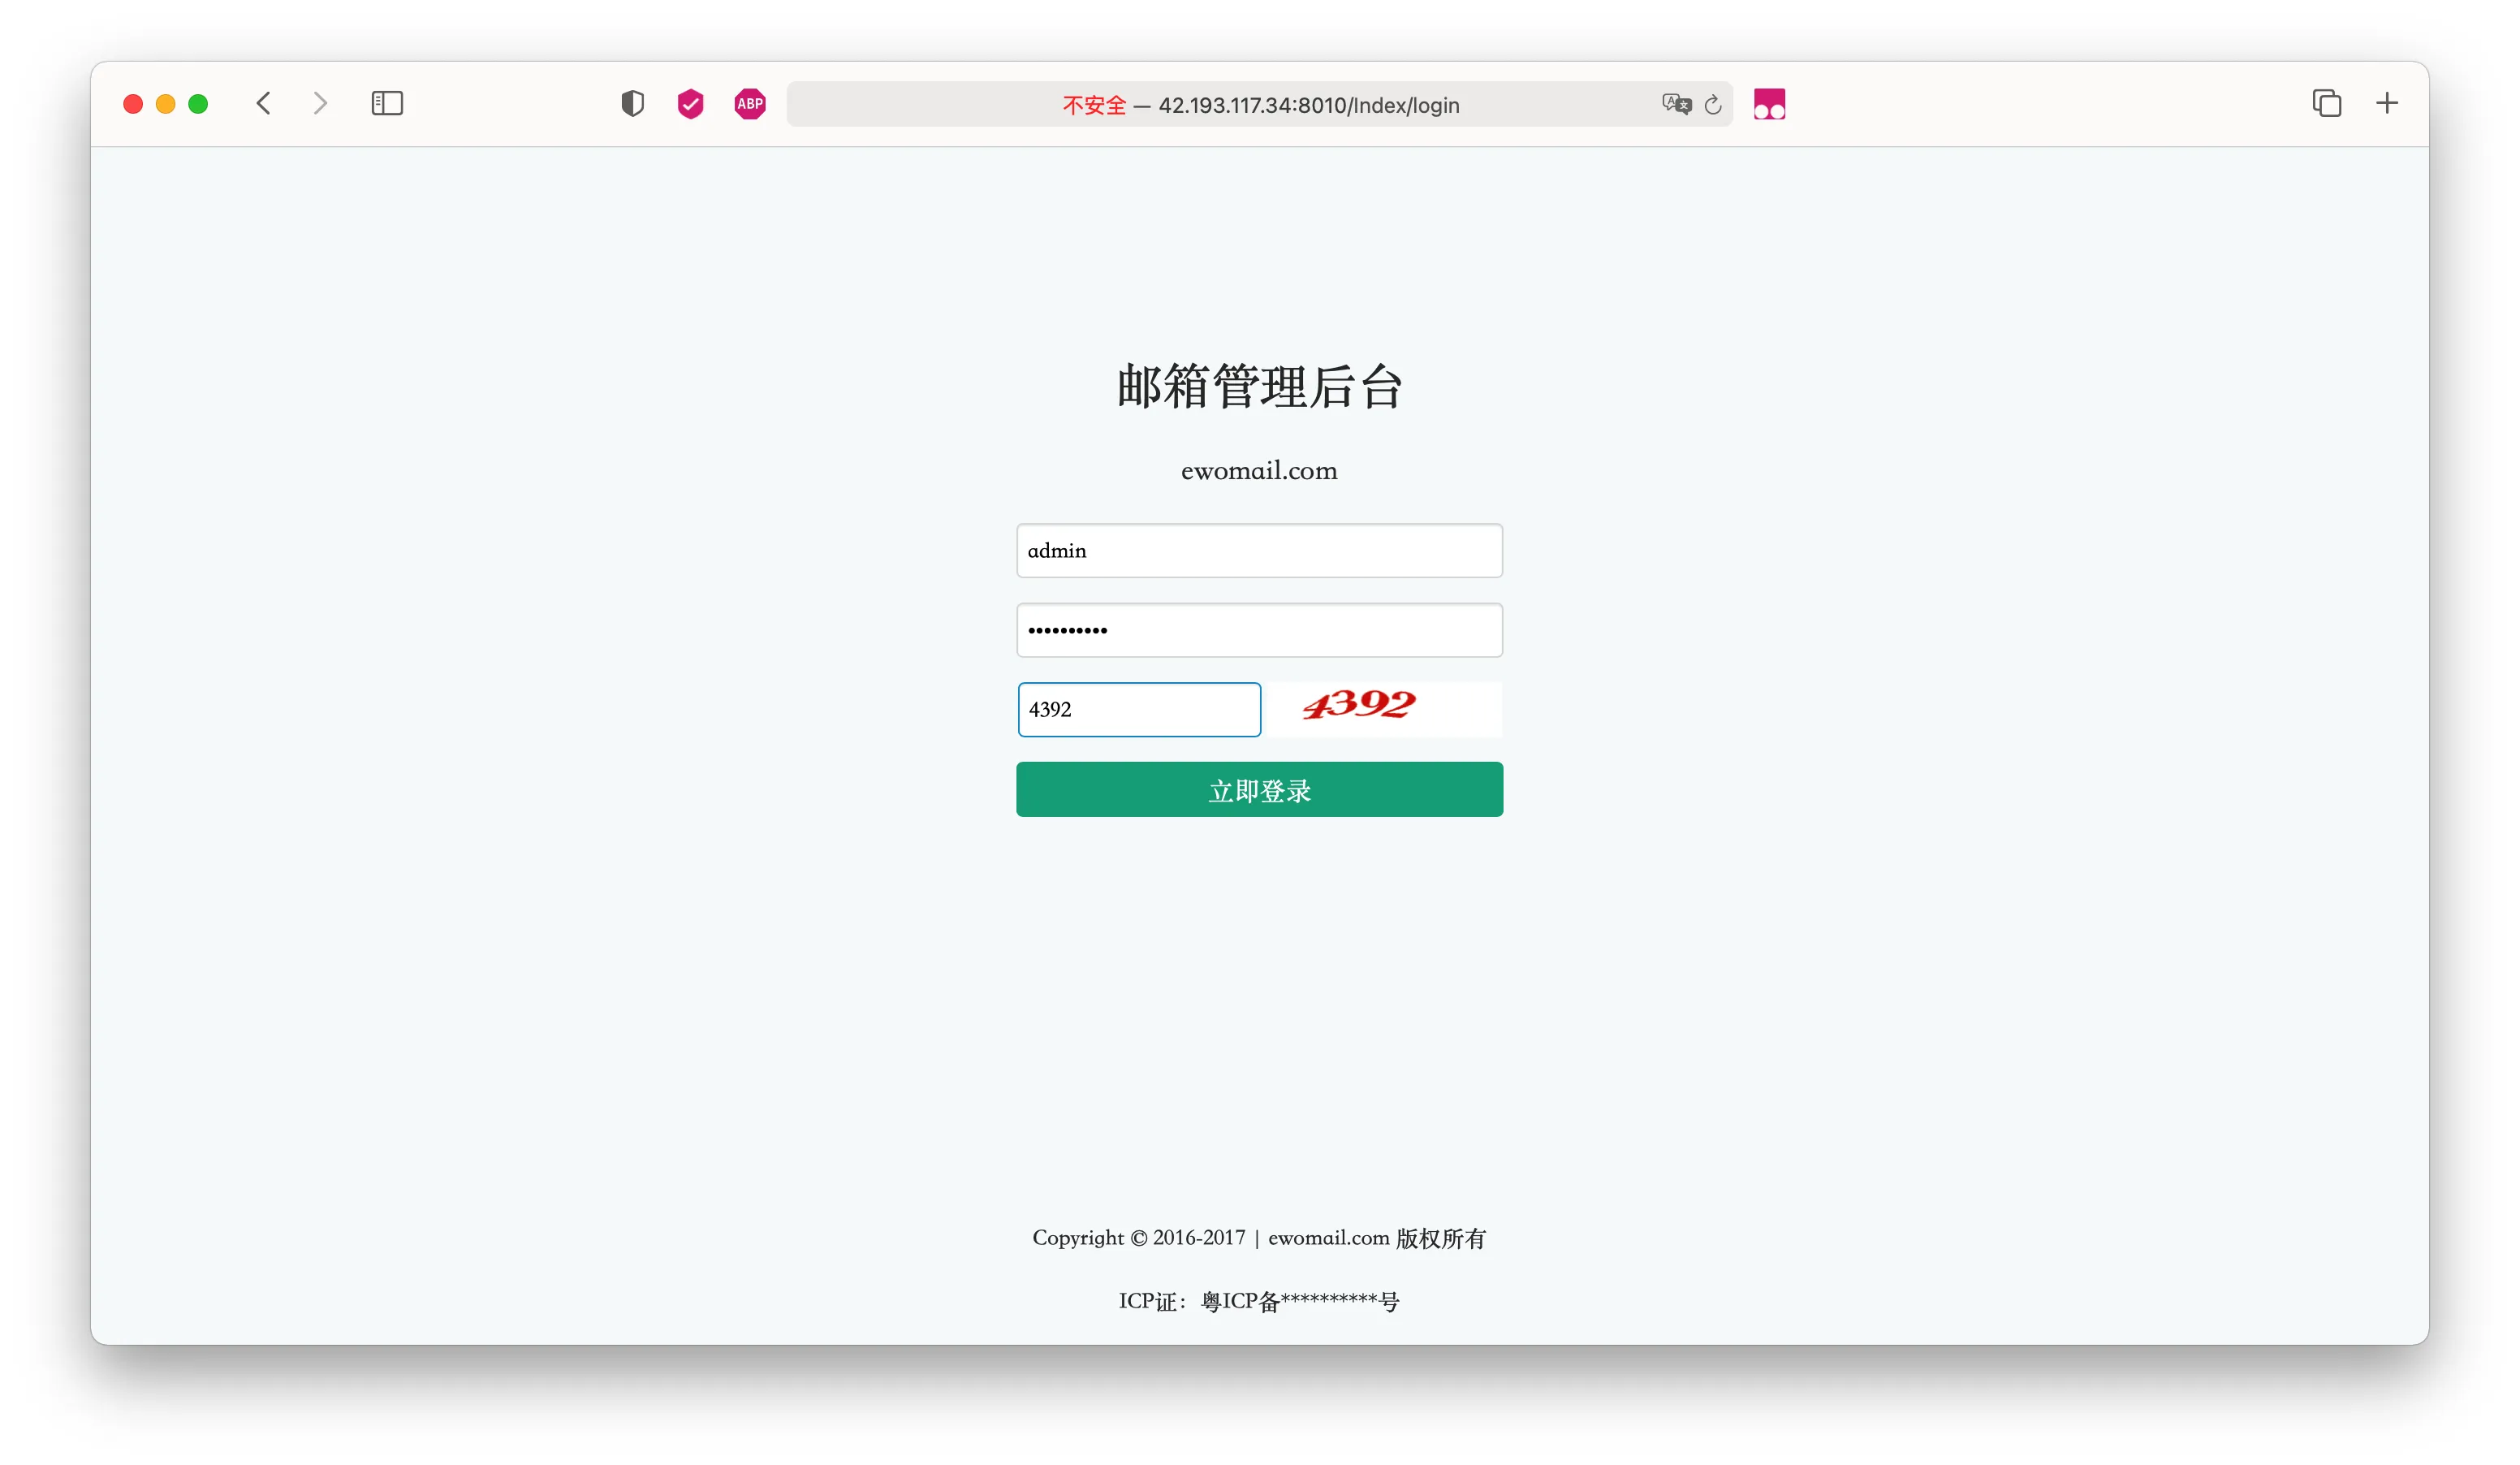 ABP
不安全 — 42.193.117.34:8010/Index/login
邮箱管理后台
ewomail.com
admin
••••••••••
4392
4392
立即登录
Copyright © 2016-2017 | ewomail.com 版权所有
ICP证：粤ICP备**********号